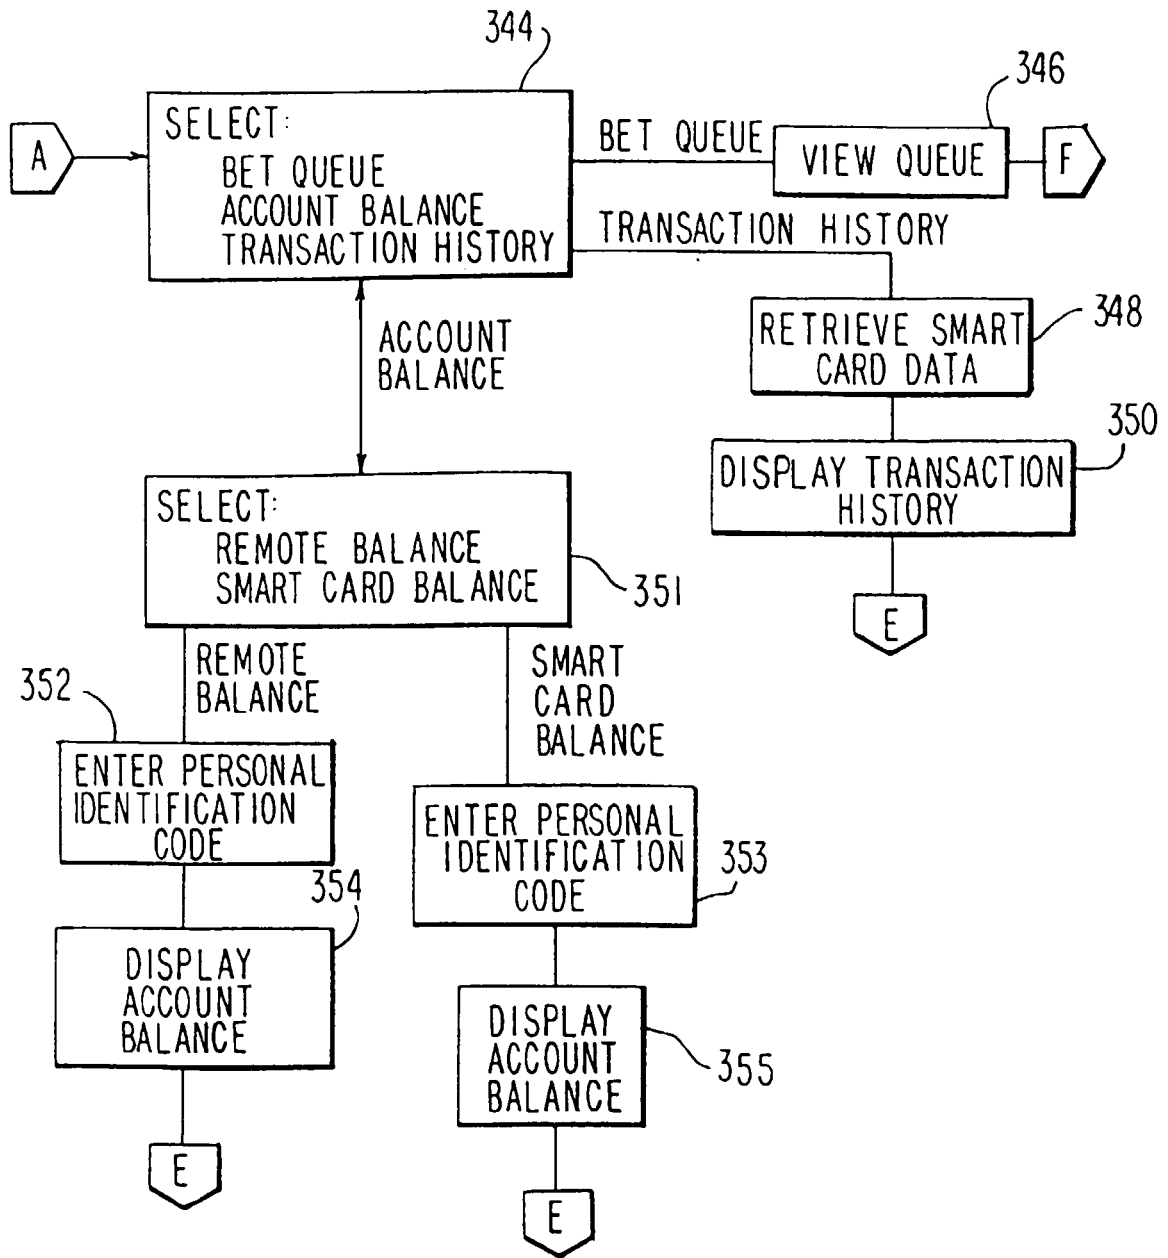 344
346
A
SELECT:
BET QUEUE
ACCOUNT BALANCE
TRANSACTION HISTORY
BET QUEUE
VIEW QUEUE
F
TRANSACTION HISTORY
348
RETRIEVE SMART
CARD DATA
350
DISPLAY TRANSACTION
HISTORY
E
ACCOUNT
BALANCE
SELECT:
REMOTE BALANCE
SMART CARD BALANCE
351
REMOTE
BALANCE
352
ENTER PERSONAL
IDENTIFICATION
CODE
354
DISPLAY
ACCOUNT
BALANCE
E
SMART
CARD
BALANCE
ENTER PERSONAL
IDENTIFICATION
CODE
353
DISPLAY
ACCOUNT
BALANCE
355
E